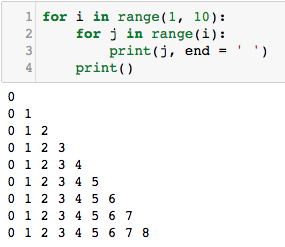 1 for i in range(1, 10):
2     for j in range(i):
3         print(j, end = ' ')
4     print()
0
0 1
0 1 2
0 1 2 3
0 1 2 3 4
0 1 2 3 4 5
0 1 2 3 4 5 6
0 1 2 3 4 5 6 7
0 1 2 3 4 5 6 7 8